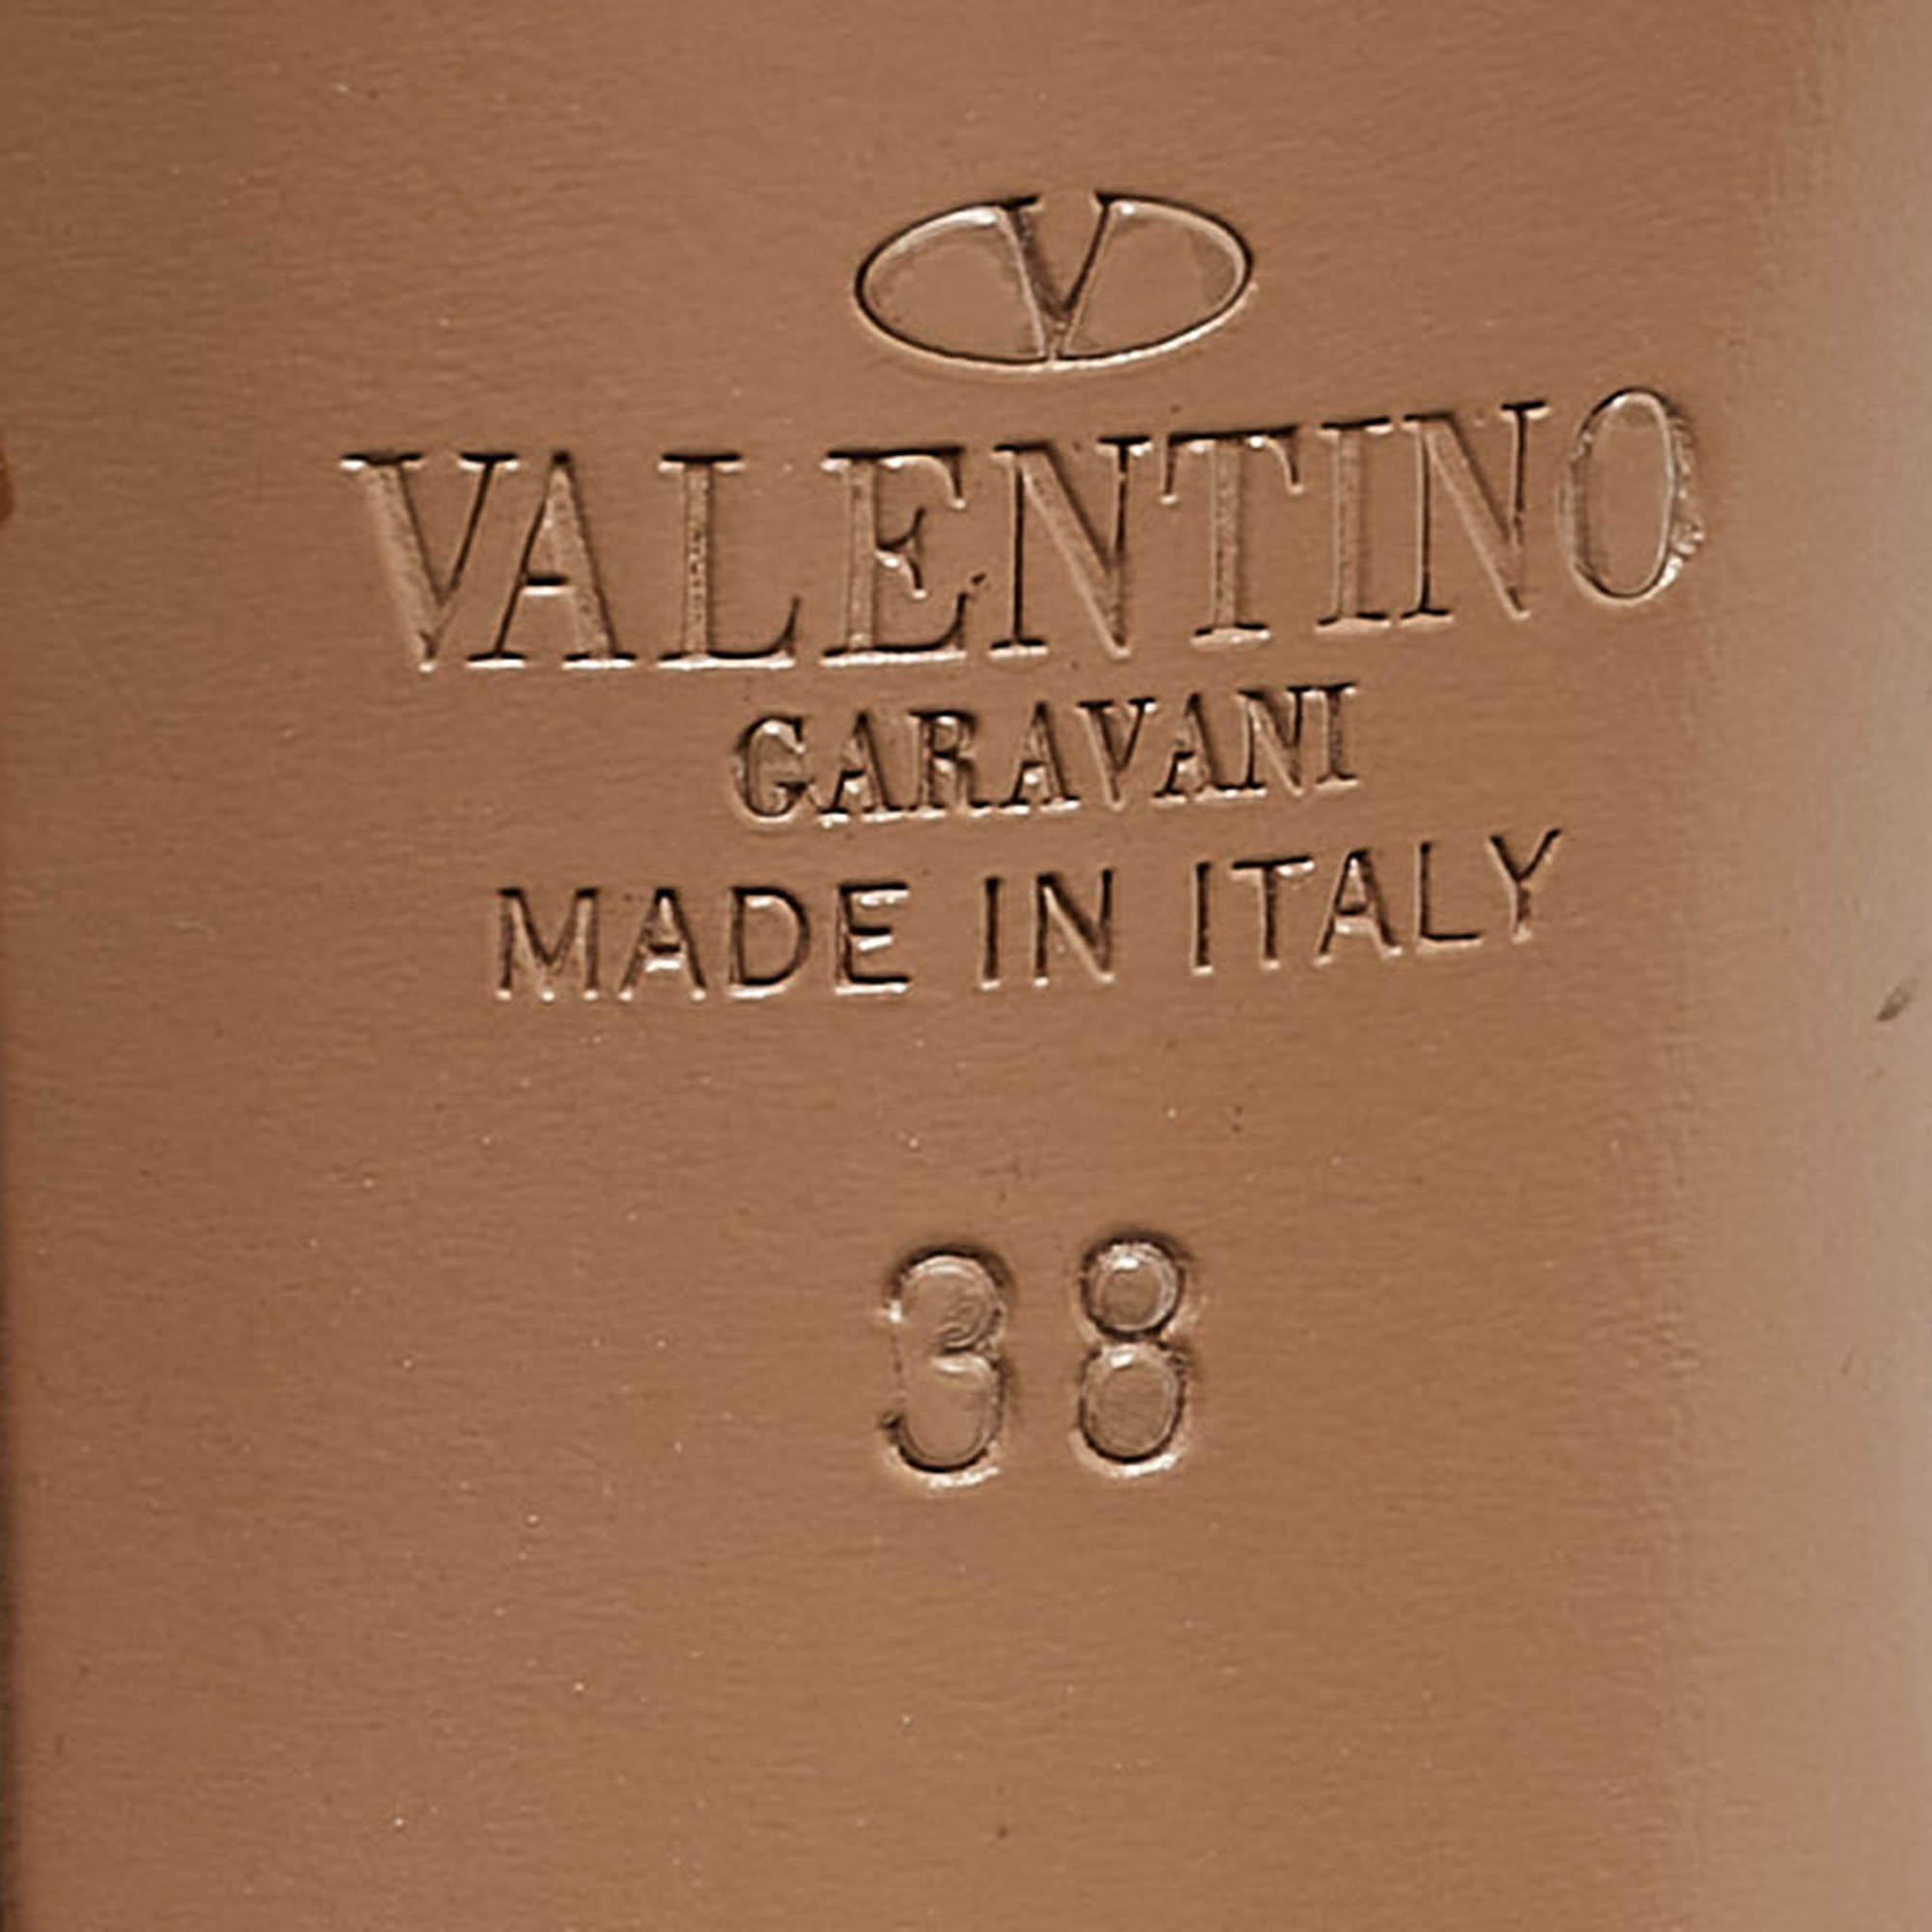 V
VALENTINO
GARAVANI
MADE IN ITALY
38